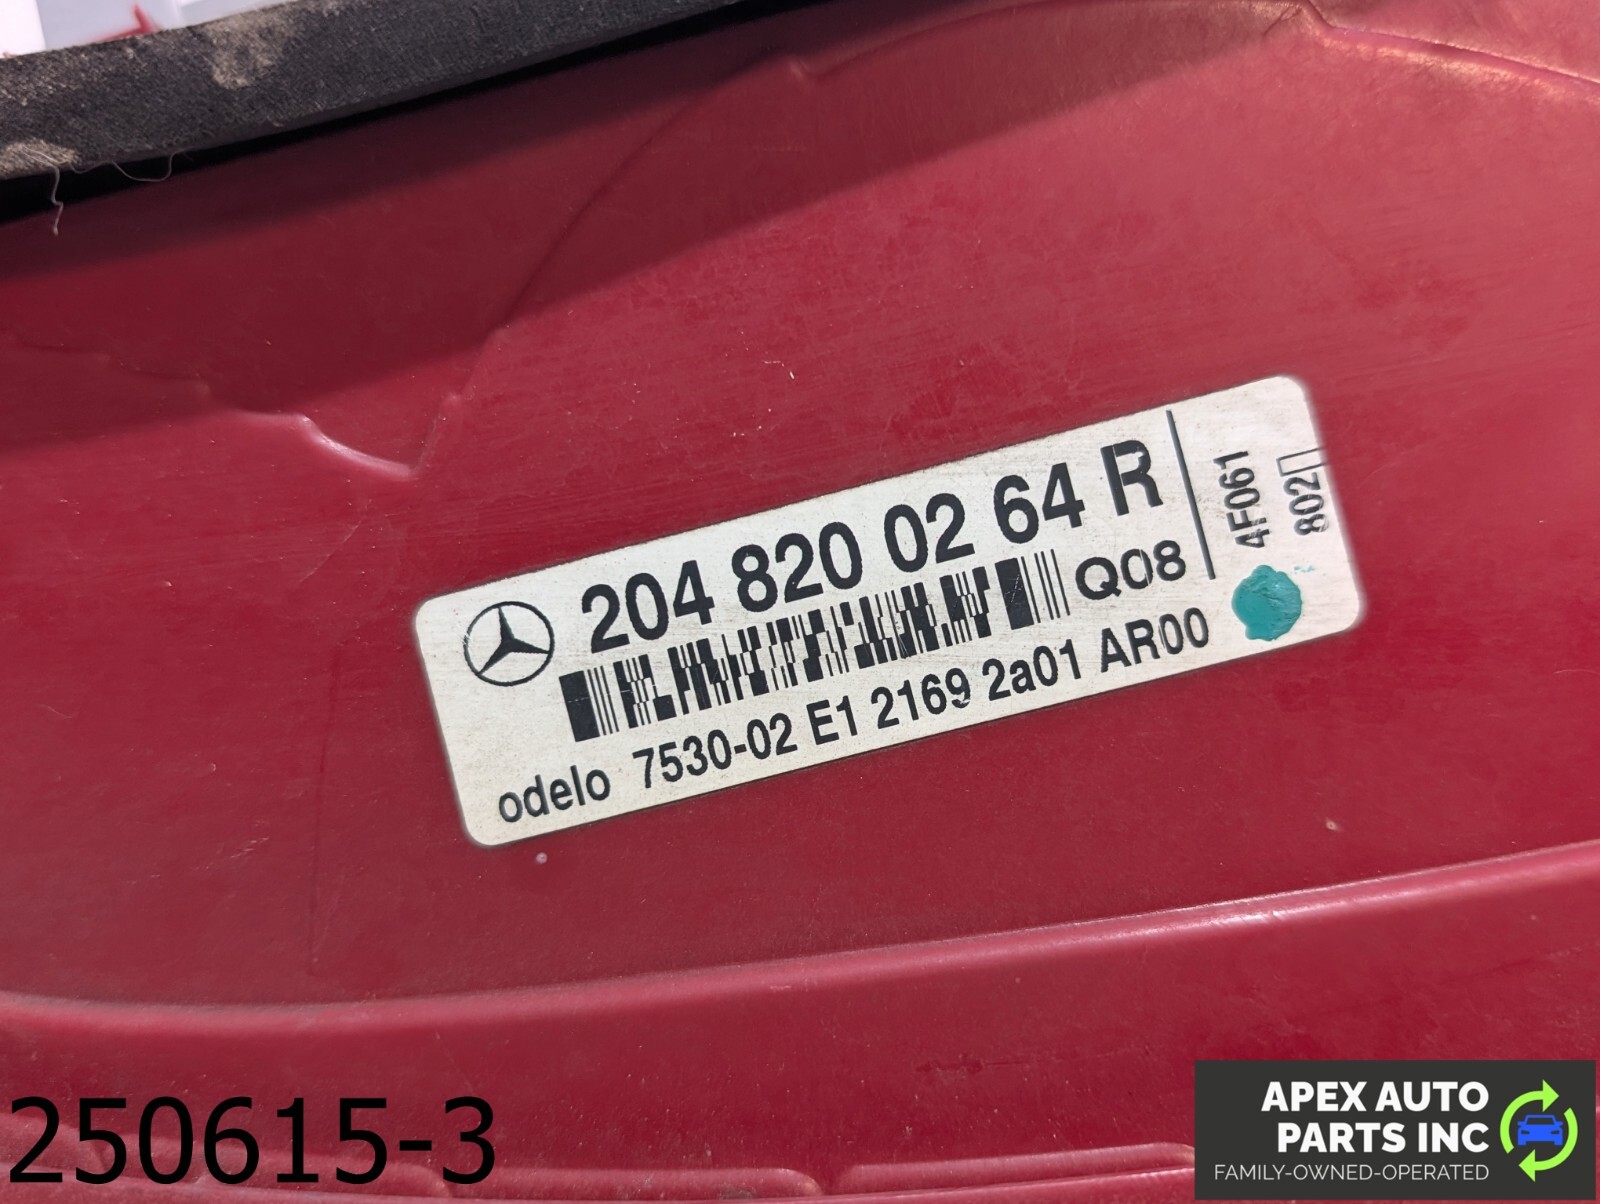 204 820 02 64 R
Q08
odelo 7530-02 E1 2169 2a01 AR00
4F061
802
250615-3
APEX AUTO
PARTS INC
FAMILY-OWNED-OPERATED